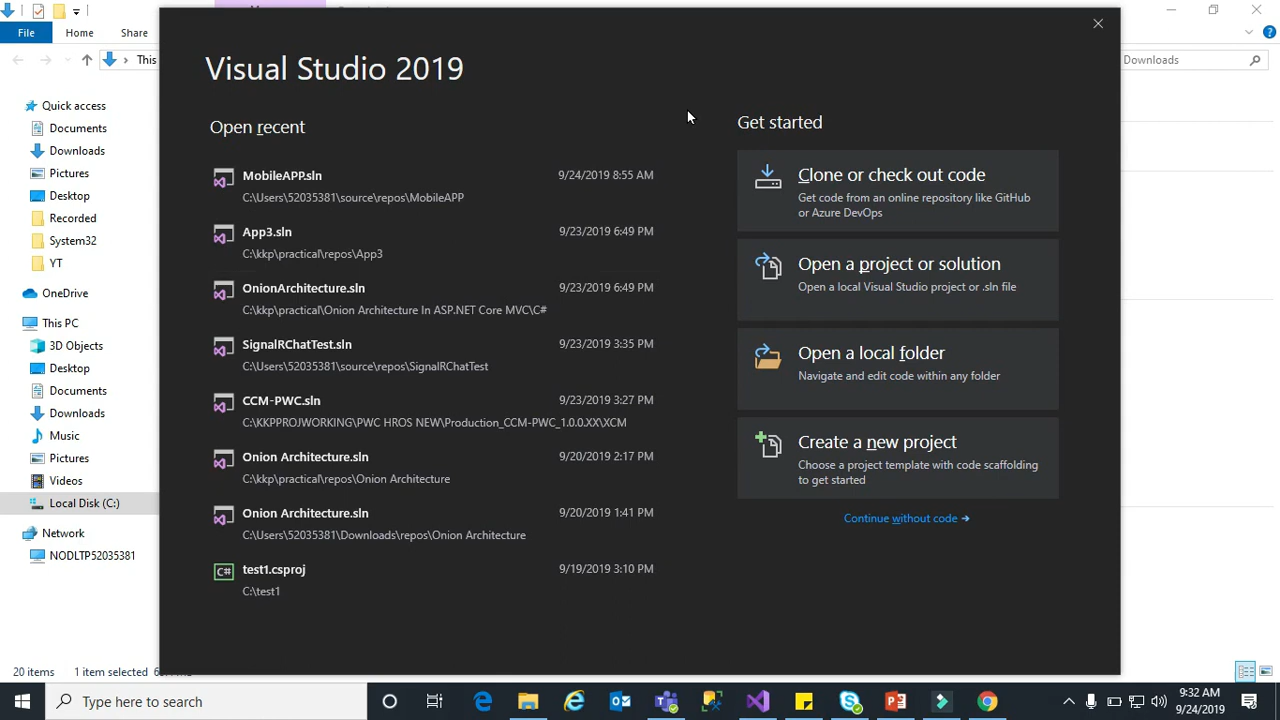 File
Home
Share
This
Downloads
Quick access
Documents
Downloads
Pictures
Desktop
Recorded
System32
YT
OneDrive
This PC
3D Objects
Desktop
Documents
Downloads
Music
Pictures
Videos
Local Disk (C:)
Network
NODLTP52035381
20 items
1 item selected
Visual Studio 2019
Open recent
MobileAPP.sln
9/24/2019 8:55 AM
C:\Users\52035381\source\repos\MobileAPP
App3.sln
9/23/2019 6:49 PM
C:\kkp\practical\repos\App3
OnionArchitecture.sln
9/23/2019 6:49 PM
C:\kkp\practical\Onion Architecture In ASP.NET Core MVC\C#
SignalRChatTest.sln
9/23/2019 3:35 PM
C:\Users\52035381\source\repos\SignalRChatTest
CCM-PWC.sln
9/23/2019 3:27 PM
C:\KKPPROJWORKING\PWC HROS NEW\Production_CCM-PWC_1.0.0.XX\XCM
Onion Architecture.sln
9/20/2019 2:17 PM
C:\kkp\practical\repos\Onion Architecture
Onion Architecture.sln
9/20/2019 1:41 PM
C:\Users\52035381\Downloads\repos\Onion Architecture
C#
test1.csproj
9/19/2019 3:10 PM
C:\test1
Get started
Clone or check out code
Get code from an online repository like GitHub
or Azure DevOps
Open a project or solution
Open a local Visual Studio project or .sln file
Open a local folder
Navigate and edit code within any folder
Create a new project
Choose a project template with code scaffolding
to get started
Continue without code
Type here to search
9:32 AM
9/24/2019